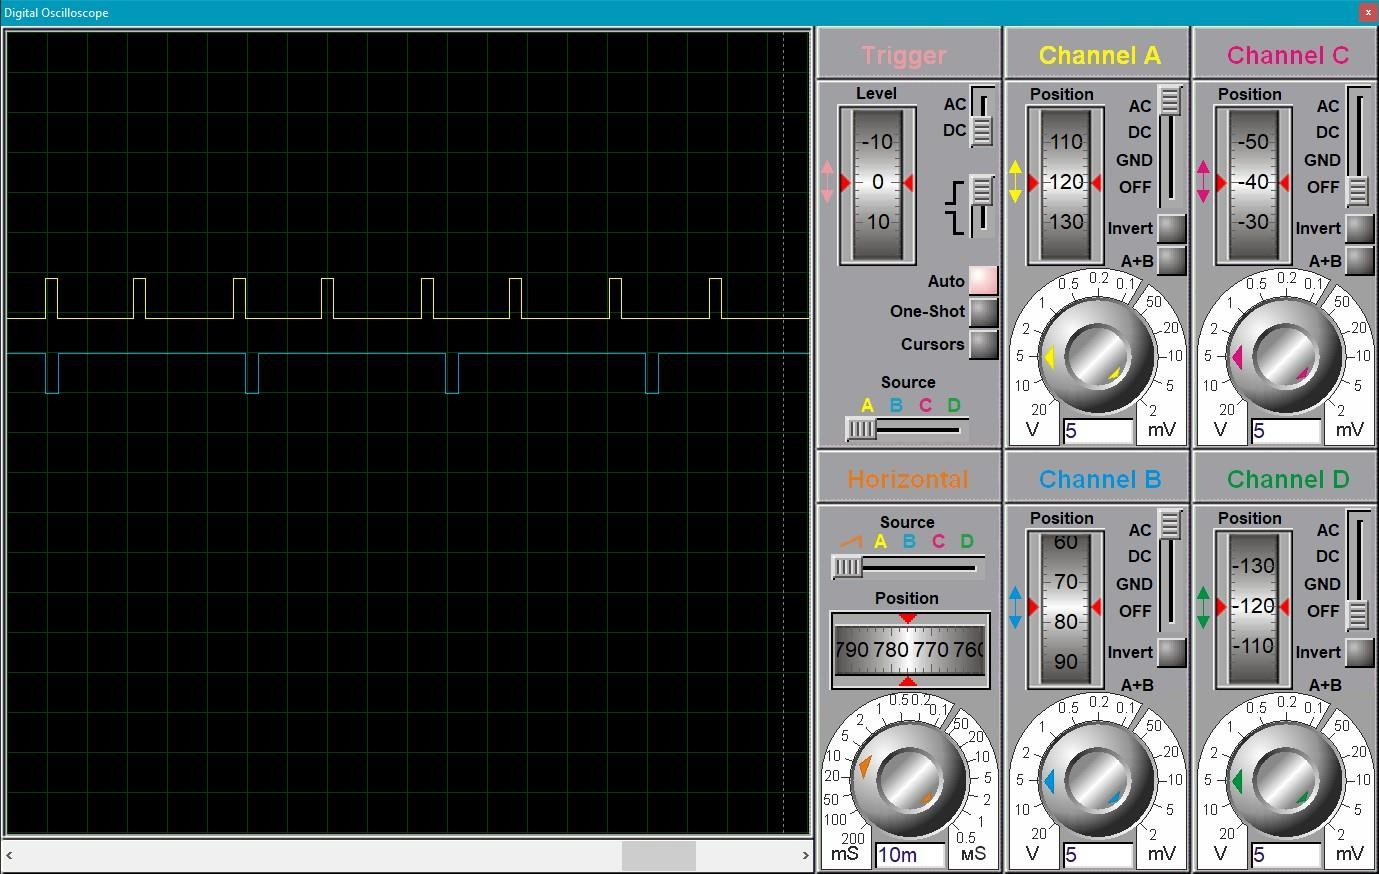 Digital Oscilloscope
x
Trigger
Level
AC
DC
-10
0
10
Auto
One-Shot
Cursors
Source
A B C D
Channel A
Position
AC
DC
GND
OFF
110
120
130
Invert
A+B
20 10 5 2 1 0.5 0.2 0.1 50 20 10 5 2
V
5
mV
Channel C
Position
AC
DC
GND
OFF
-50
-40
-30
Invert
A+B
20 10 5 2 1 0.5 0.2 0.1 50 20 10 5 2
V
5
mV
Horizontal
Source
A B C D
Position
790 780 770 760
200 100 50 20 10 5 2 1 0.5 0.2 0.1 50 20 10 5 2 1 0.5
mS
10m
мS
Channel B
Position
AC
DC
GND
OFF
60
70
80
90
Invert
A+B
20 10 5 2 1 0.5 0.2 0.1 50 20 10 5 2
V
5
mV
Channel D
Position
AC
DC
GND
OFF
-130
-120
-110
Invert
A+B
20 10 5 2 1 0.5 0.2 0.1 50 20 10 5 2
V
5
mV